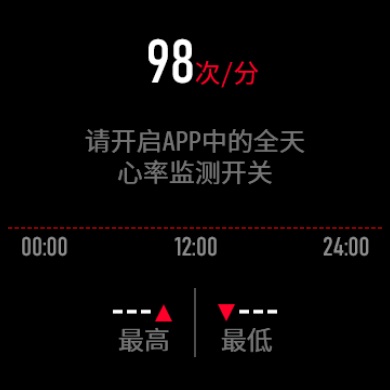 98次/分
请开启APP中的全天
心率监测开关
00:00 12:00 24:00
---▲ ▼---
最高 最低